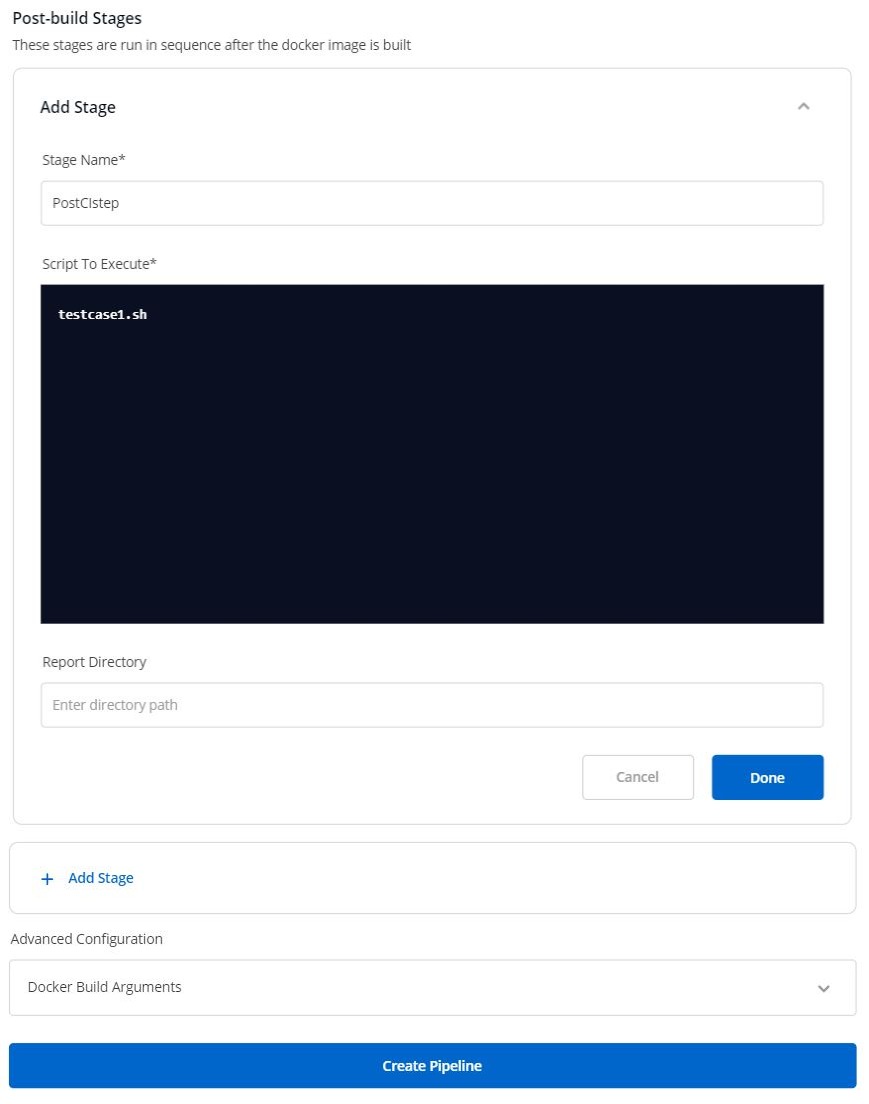 Post-build Stages
These stages are run in sequence after the docker image is built
Add Stage
Stage Name*
PostCIstep
Script To Execute*
testcase1.sh
Report Directory
Enter directory path
Cancel
Done
+ Add Stage
Advanced Configuration
Docker Build Arguments
Create Pipeline